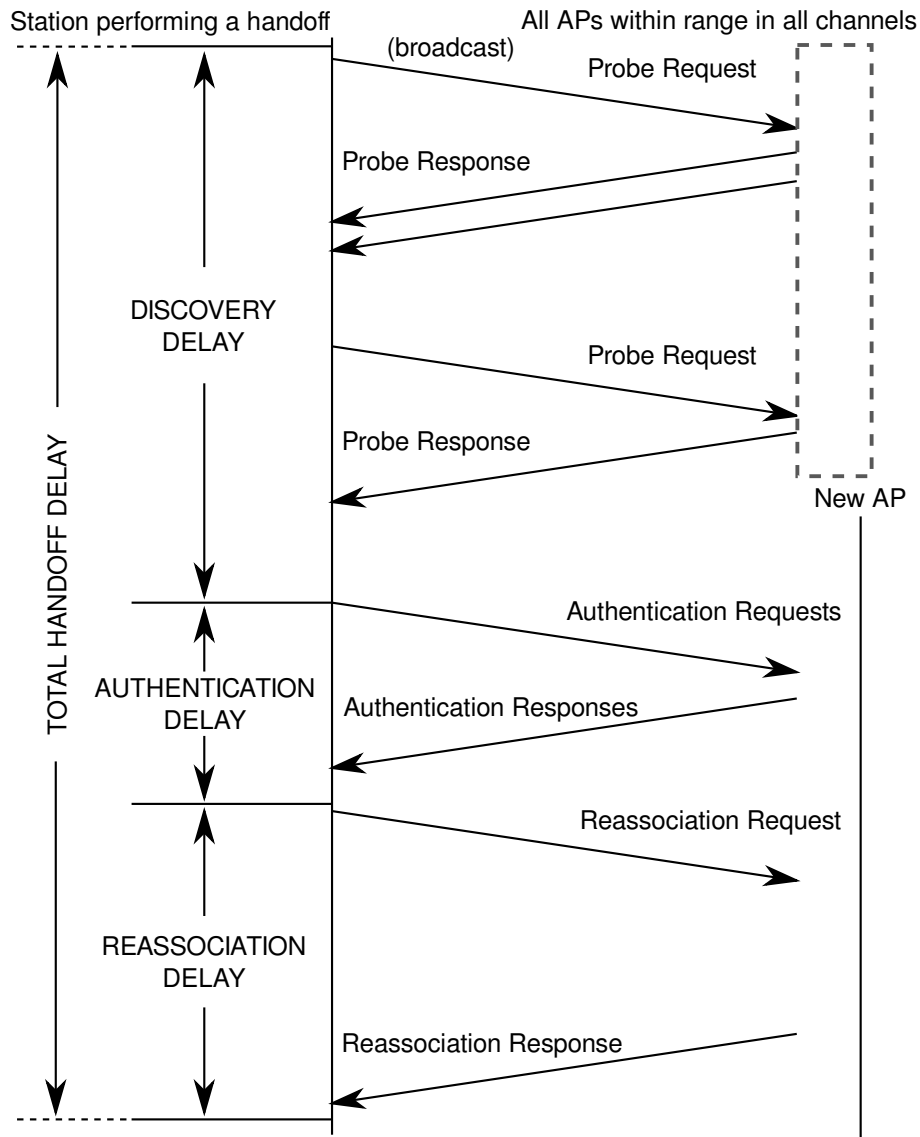 Station performing a handoff
All APs within range in all channels
(broadcast)
Probe Request
Probe Response
DISCOVERY
DELAY
Probe Request
Probe Response
New AP
TOTAL HANDOFF DELAY
Authentication Requests
AUTHENTICATION
DELAY
Authentication Responses
Reassociation Request
REASSOCIATION
DELAY
Reassociation Response